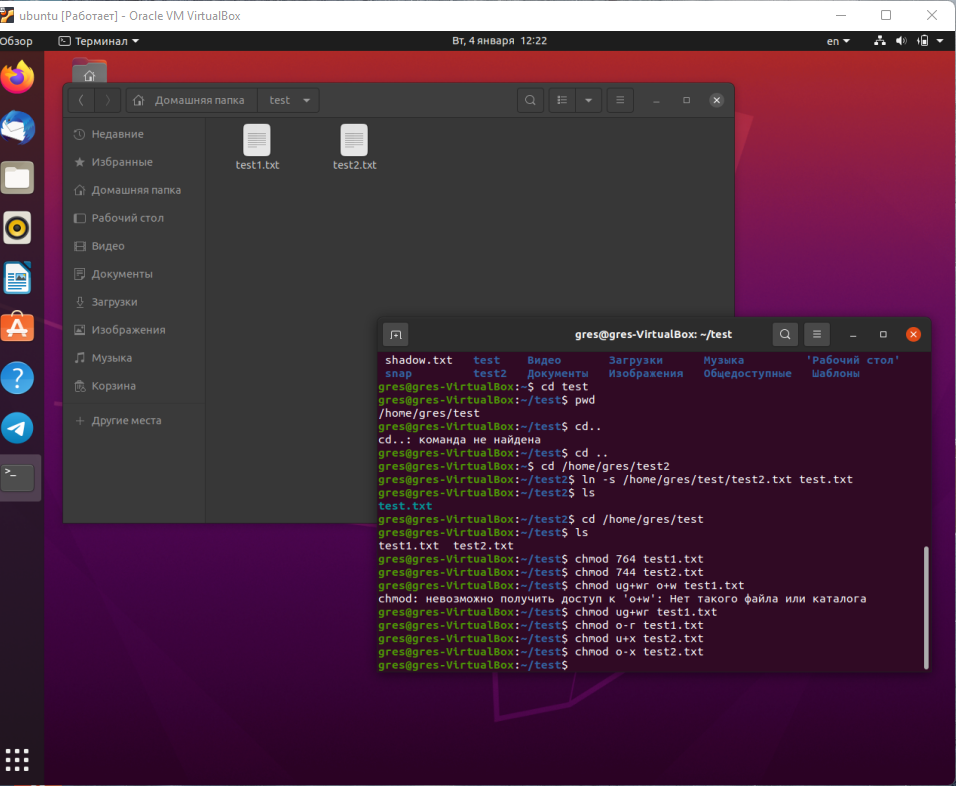 ubuntu [Работает] - Oracle VM VirtualBox
Обзор Терминал Вт, 4 января 12:22 en
Домашняя папка test
Недавние
Избранные
Домашняя папка
Рабочий стол
Видео
Документы
Загрузки
Изображения
Музыка
Корзина
Другие места
test1.txt test2.txt
gres@gres-VirtualBox: ~/test
shadow.txt test Видео Загрузки Музыка 'Рабочий стол'
snap test2 Документы Изображения Общедоступные Шаблоны
gres@gres-VirtualBox:~$ cd test
gres@gres-VirtualBox:~/test$ pwd
/home/gres/test
gres@gres-VirtualBox:~/test$ cd..
cd..: команда не найдена
gres@gres-VirtualBox:~/test$ cd ..
gres@gres-VirtualBox:~$ cd /home/gres/test2
gres@gres-VirtualBox:~/test2$ ln -s /home/gres/test/test2.txt test.txt
gres@gres-VirtualBox:~/test2$ ls
test.txt
gres@gres-VirtualBox:~/test2$ cd /home/gres/test
gres@gres-VirtualBox:~/test$ ls
test1.txt test2.txt
gres@gres-VirtualBox:~/test$ chmod 764 test1.txt
gres@gres-VirtualBox:~/test$ chmod 744 test2.txt
gres@gres-VirtualBox:~/test$ chmod ug+wr o+w test1.txt
chmod: невозможно получить доступ к 'o+w': Нет такого файла или каталога
gres@gres-VirtualBox:~/test$ chmod ug+wr test1.txt
gres@gres-VirtualBox:~/test$ chmod o-r test1.txt
gres@gres-VirtualBox:~/test$ chmod u+x test2.txt
gres@gres-VirtualBox:~/test$ chmod o-x test2.txt
gres@gres-VirtualBox:~/test$